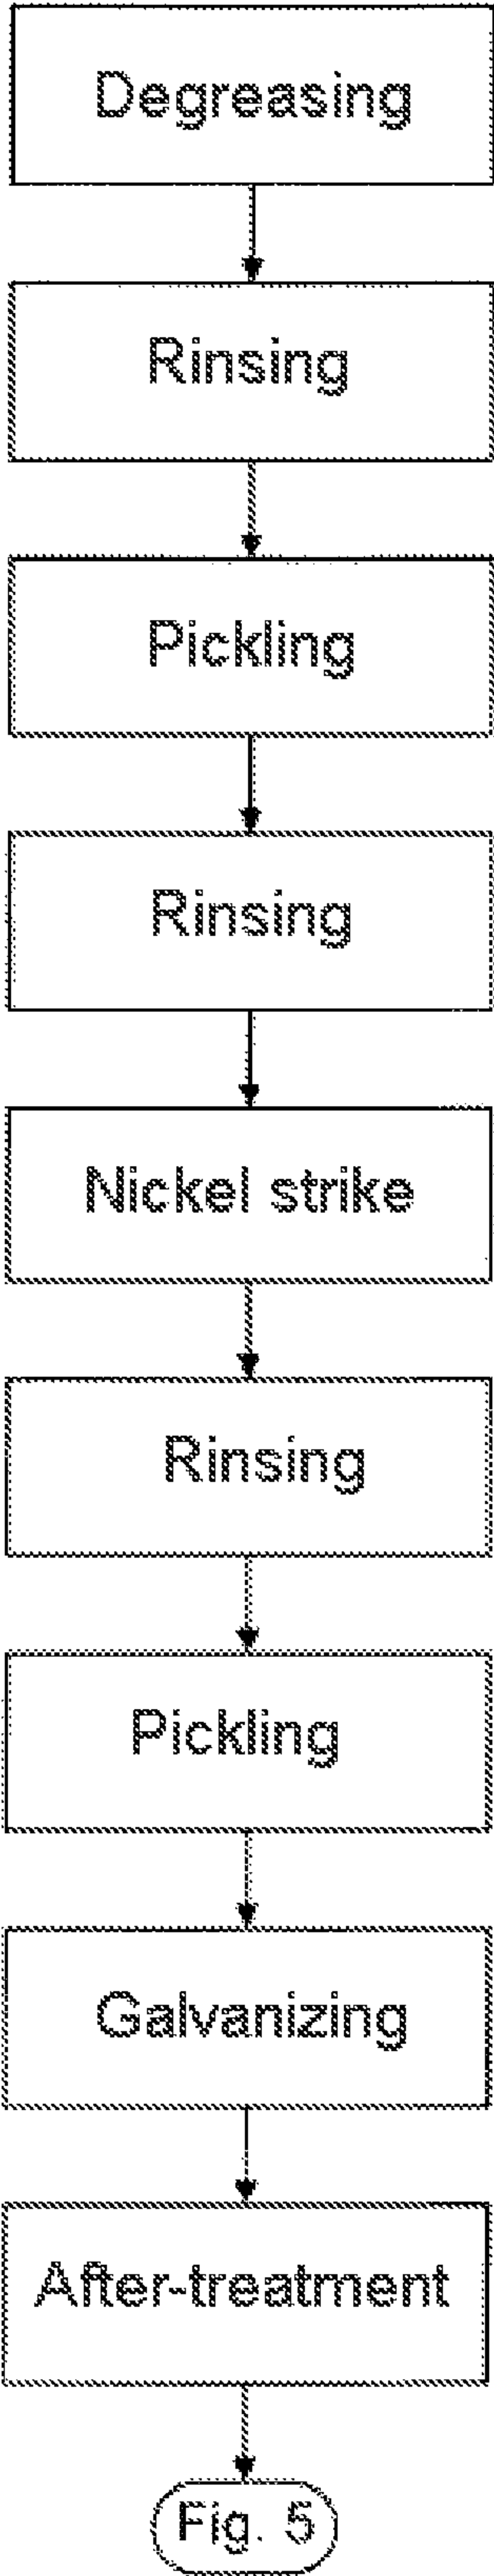 Degreasing
Rinsing
Pickling
Rinsing
Nickel strike
Rinsing
Pickling
Galvanizing
After-treatment
Fig. 5